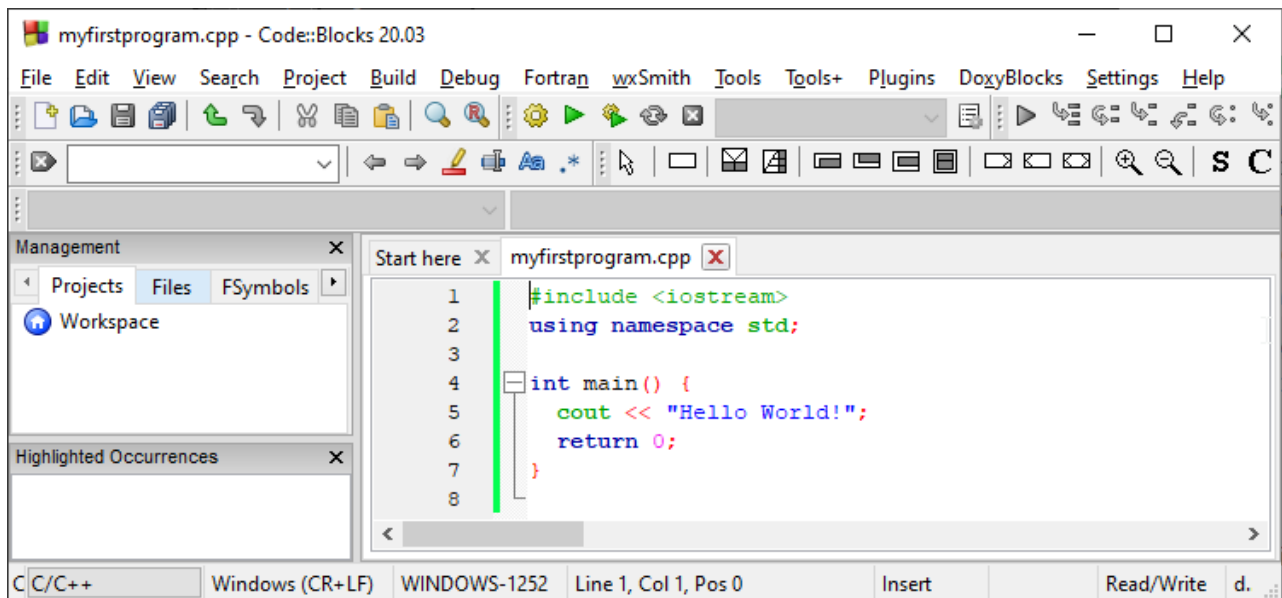 myfirstprogram.cpp - Code::Blocks 20.03
File Edit View Search Project Build Debug Fortran wxSmith Tools Tools+ Plugins DoxyBlocks Settings Help
S C
Management
Projects Files FSymbols
Workspace
Highlighted Occurrences
Start here myfirstprogram.cpp
1 #include <iostream>
2 using namespace std;
3
4 int main() {
5   cout << "Hello World!";
6   return 0;
7 }
8
C C/C++ Windows (CR+LF) WINDOWS-1252 Line 1, Col 1, Pos 0 Insert Read/Write d.